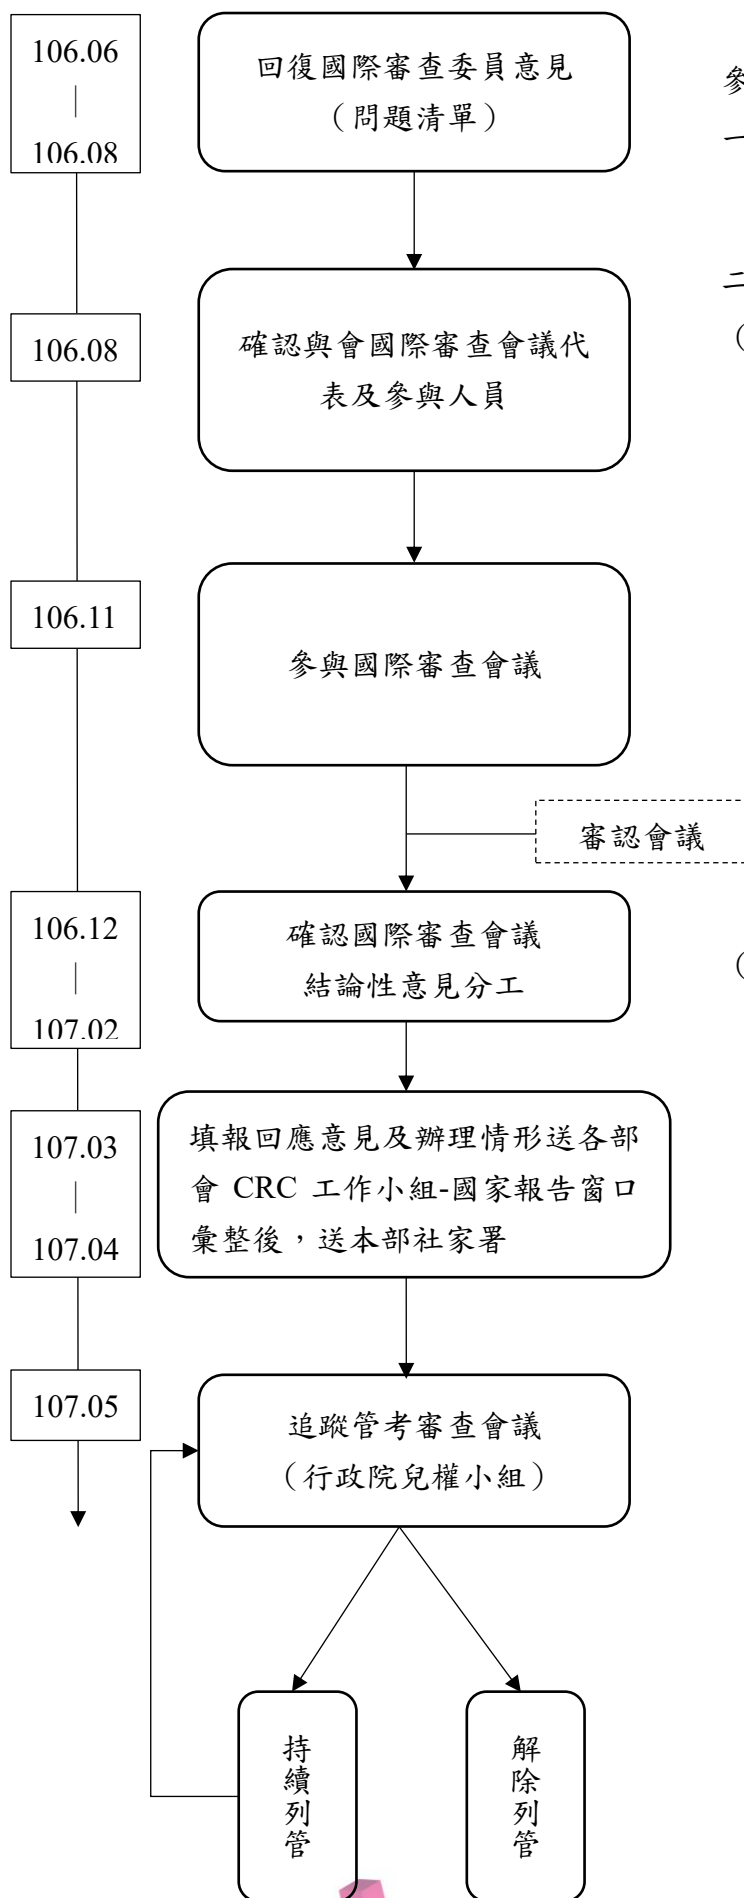 106.06
｜
106.08
回復國際審查委員意見
（問題清單）
參
一
二
（
106.08
確認與會國際審查會議代
表及參與人員
106.11
參與國際審查會議
審認會議
106.12
｜
107.02
確認國際審查會議
結論性意見分工
（
107.03
｜
107.04
填報回應意見及辦理情形送各部
會 CRC 工作小組-國家報告窗口
彙整後，送本部社家署
107.05
追蹤管考審查會議
（行政院兒權小組）
持續列管
解除列管